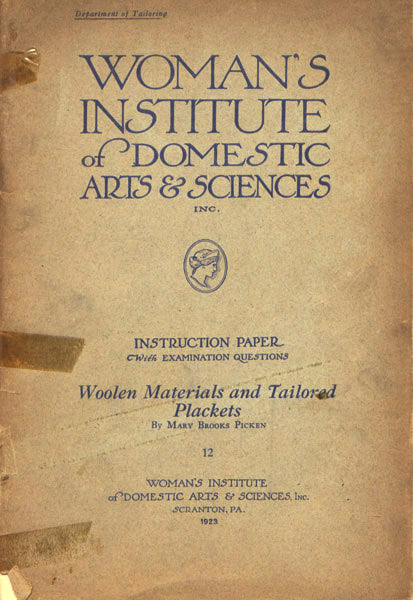 Department of Tailoring
WOMAN'S
INSTITUTE
of DOMESTIC
ARTS & SCIENCES
INC.
INSTRUCTION PAPER
With EXAMINATION QUESTIONS
Woolen Materials and Tailored
Plackets
By Mary Brooks Picken
12
WOMAN'S INSTITUTE
of DOMESTIC ARTS & SCIENCES, Inc.
SCRANTON, PA.
1923